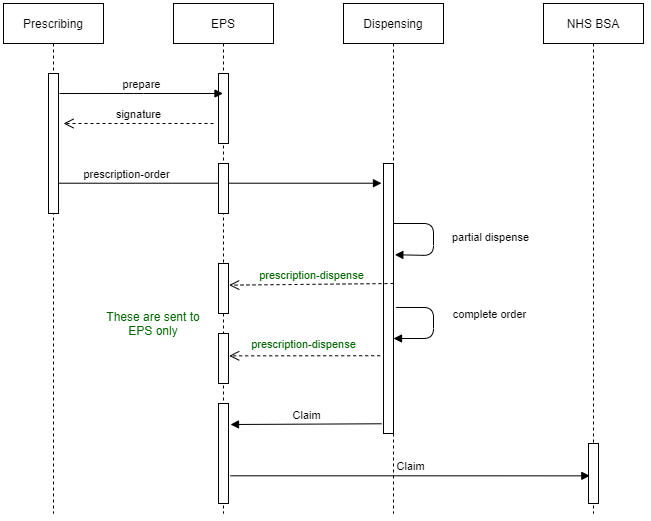 Prescribing
EPS
Dispensing
NHS BSA
prepare
signature
prescription-order
partial dispense
prescription-dispense
These are sent to
EPS only
complete order
prescription-dispense
Claim
Claim